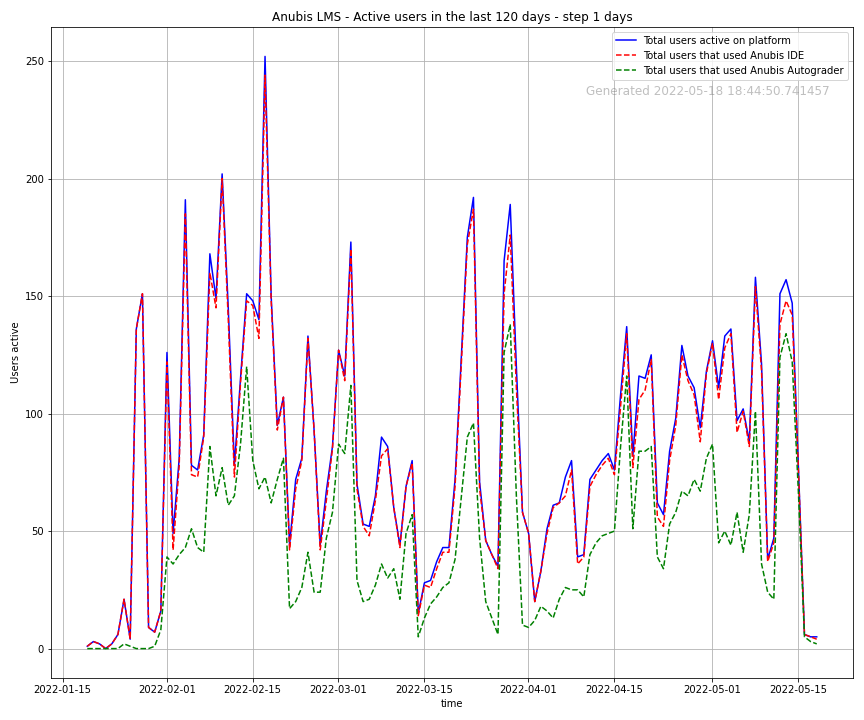 Anubis LMS - Active users in the last 120 days - step 1 days
Total users active on platform
Total users that used Anubis IDE
Total users that used Anubis Autograder
Generated 2022-05-18 18:44:50.741457
250
200
150
100
50
0
Users active
2022-01-15
2022-02-01
2022-02-15
2022-03-01
2022-03-15
2022-04-01
2022-04-15
2022-05-01
2022-05-15
time